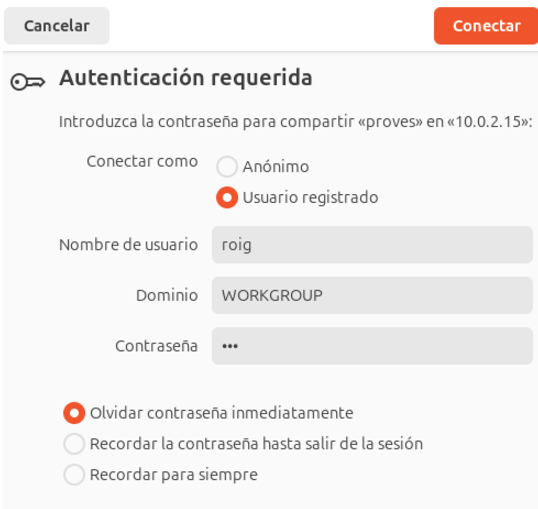 Cancelar Conectar
Autenticación requerida
Introduzca la contraseña para compartir «proves» en «10.0.2.15»:
Conectar como Anónimo
Usuario registrado
Nombre de usuario roig
Dominio WORKGROUP
Contraseña •••
Olvidar contraseña inmediatamente
Recordar la contraseña hasta salir de la sesión
Recordar para siempre